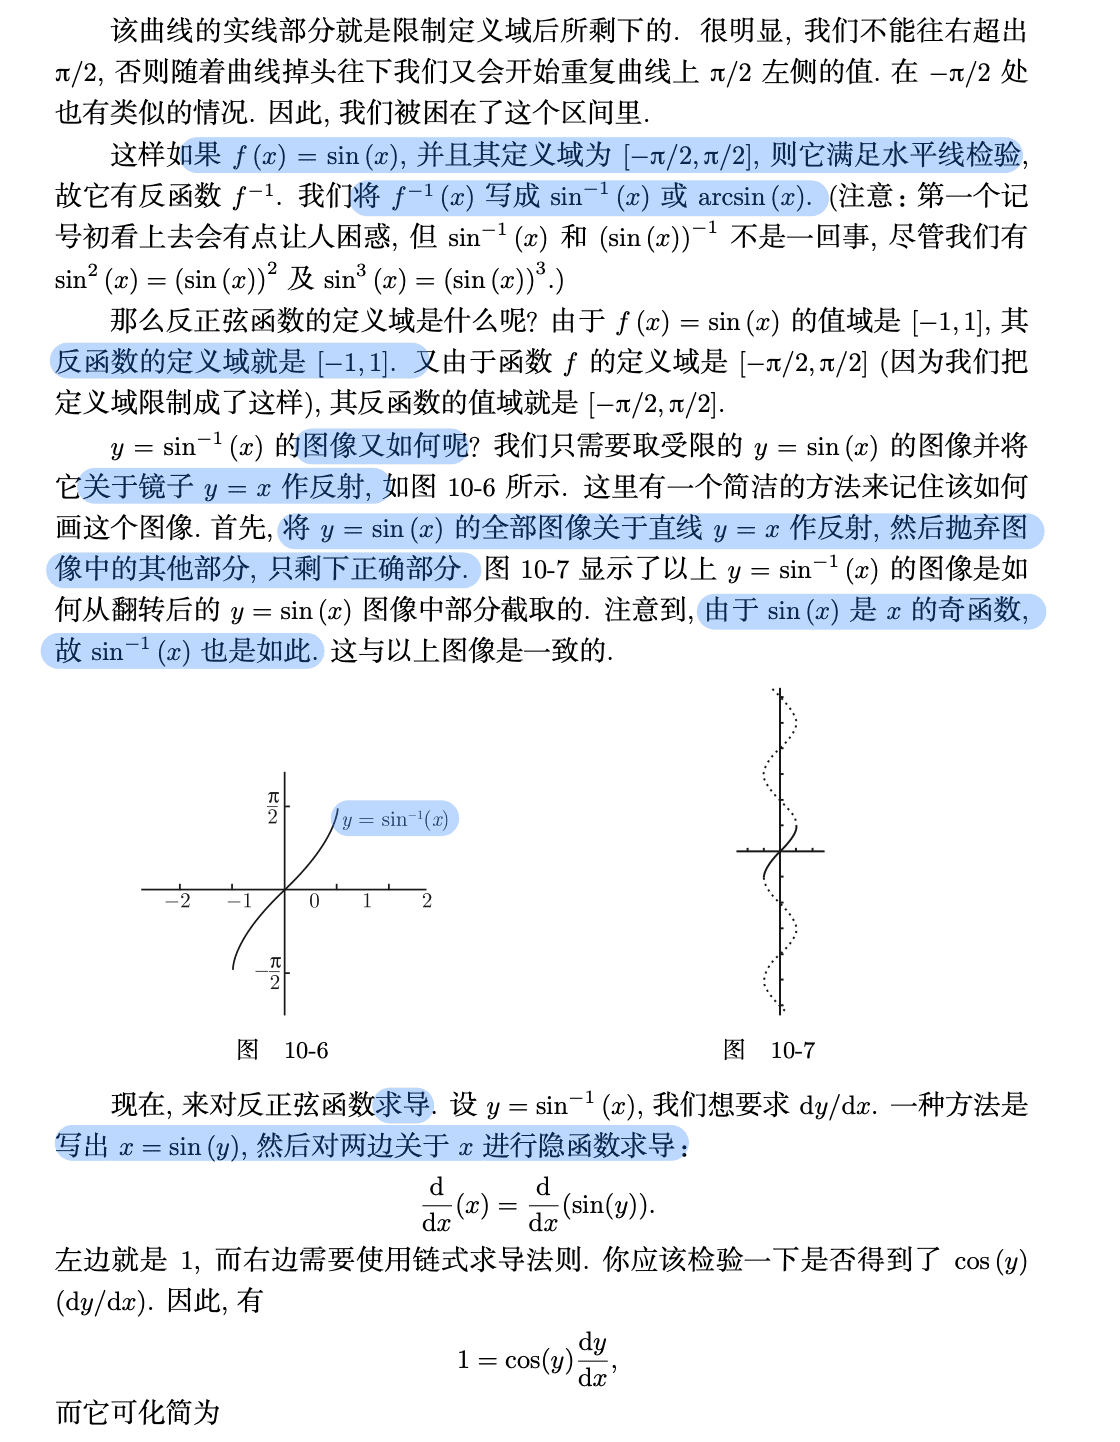 该曲线的实线部分就是限制定义域后所剩下的. 很明显, 我们不能往右超出
π/2, 否则随着曲线掉头往下我们又会开始重复曲线上 π/2 左侧的值. 在 −π/2 处
也有类似的情况. 因此, 我们被困在了这个区间里.
这样如果 f (x) = sin (x), 并且其定义域为 [−π/2, π/2], 则它满足水平线检验,
故它有反函数 f⁻¹. 我们将 f⁻¹ (x) 写成 sin⁻¹ (x) 或 arcsin (x). (注意: 第一个记
号初看上去会有点让人困惑, 但 sin⁻¹ (x) 和 (sin (x))⁻¹ 不是一回事, 尽管我们有
sin² (x) = (sin (x))² 及 sin³ (x) = (sin (x))³.)
那么反正弦函数的定义域是什么呢? 由于 f (x) = sin (x) 的值域是 [−1, 1], 其
反函数的定义域就是 [−1, 1]. 又由于函数 f 的定义域是 [−π/2, π/2] (因为我们把
定义域限制成了这样), 其反函数的值域就是 [−π/2, π/2].
y = sin⁻¹ (x) 的图像又如何呢? 我们只需要取受限的 y = sin (x) 的图像并将
它关于镜子 y = x 作反射, 如图 10-6 所示. 这里有一个简洁的方法来记住该如何
画这个图像. 首先, 将 y = sin (x) 的全部图像关于直线 y = x 作反射, 然后抛弃图
像中的其他部分, 只剩下正确部分. 图 10-7 显示了以上 y = sin⁻¹ (x) 的图像是如
何从翻转后的 y = sin (x) 图像中部分截取的. 注意到, 由于 sin (x) 是 x 的奇函数,
故 sin⁻¹ (x) 也是如此. 这与以上图像是一致的.
π/2
y = sin⁻¹(x)
−2 −1 0 1 2
−π/2
图 10-6
图 10-7
现在, 来对反正弦函数求导. 设 y = sin⁻¹ (x), 我们想要求 dy/dx. 一种方法是
写出 x = sin (y), 然后对两边关于 x 进行隐函数求导:
d/dx (x) = d/dx (sin(y)).
左边就是 1, 而右边需要使用链式求导法则. 你应该检验一下是否得到了 cos (y)
(dy/dx). 因此, 有
1 = cos(y) dy/dx,
而它可化简为